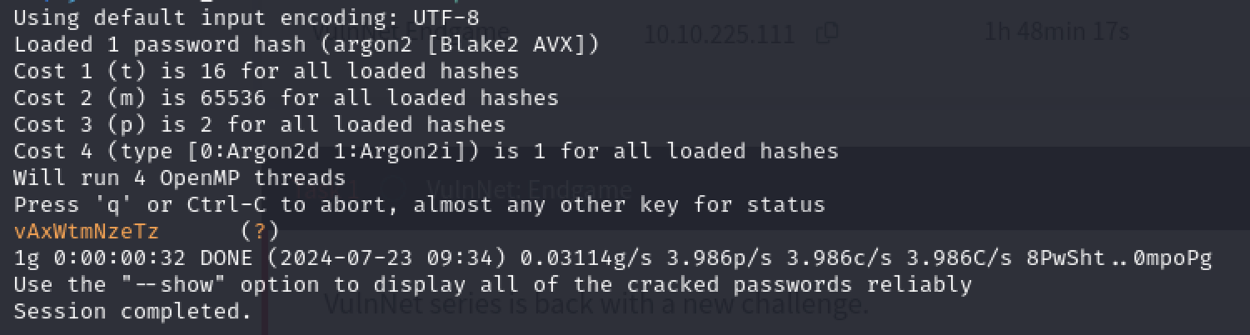 Using default input encoding: UTF-8
Loaded 1 password hash (argon2 [Blake2 AVX])
10.10.225.111
1h 48min 17s
Cost 1 (t) is 16 for all loaded hashes
Cost 2 (m) is 65536 for all loaded hashes
Cost 3 (p) is 2 for all loaded hashes
Cost 4 (type [0:Argon2d 1:Argon2i]) is 1 for all loaded hashes
Will run 4 OpenMP threads
VulnNet: Endgame
Press 'q' or Ctrl-C to abort, almost any other key for status
vAxWtmNzeTz (?)
1g 0:00:00:32 DONE (2024-07-23 09:34) 0.03114g/s 3.986p/s 3.986c/s 3.986C/s 8PwSht..0mpoPg
Use the "--show" option to display all of the cracked passwords reliably
VulnNet series is back with a new challenge.
Session completed.